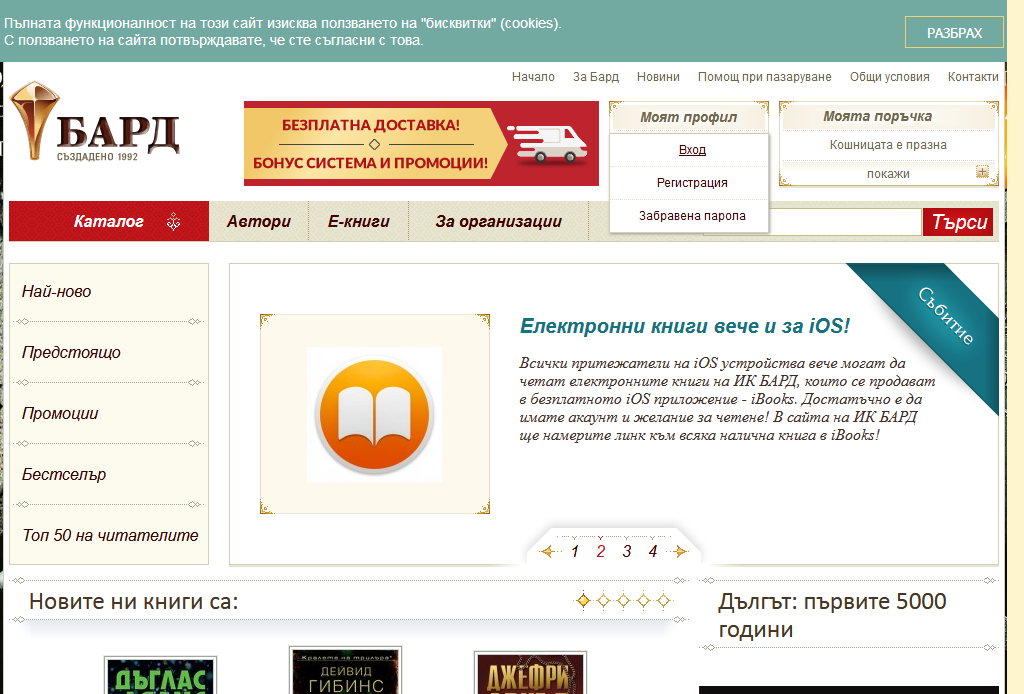 Пълната функционалност на този сайт изисква ползването на "бисквитки" (cookies).
С ползването на сайта потвърждавате, че сте съгласни с това.
РАЗБРАХ
Начало За Бард Новини Помощ при пазаруване Общи условия Контакти
БАРД
СЪЗДАДЕНО 1992
БЕЗПЛАТНА ДОСТАВКА!
БОНУС СИСТЕМА И ПРОМОЦИИ!
Моят профил
Вход
Регистрация
Забравена парола
Моята поръчка
Кошницата е празна
покажи
Каталог Автори Е-книги За организации
Търси
Най-ново
Предстоящо
Промоции
Бестселър
Топ 50 на читателите
Събитие
Електронни книги вече и за iOS!
Всички притежатели на iOS устройства вече могат да
четат електронните книги на ИК БАРД, които се продават
в безплатното iOS приложение - iBooks. Достатъчно е да
имате акаунт и желание за четене! В сайта на ИК БАРД
ще намерите линк към всяка налична книга в iBooks!
1 2 3 4
Новите ни книги са:
Дългът: първите 5000
години
ДЪГЛАС
Кралете на трилъра
ДЕЙВИД
ГИБИНС
ДЖЕФРИ